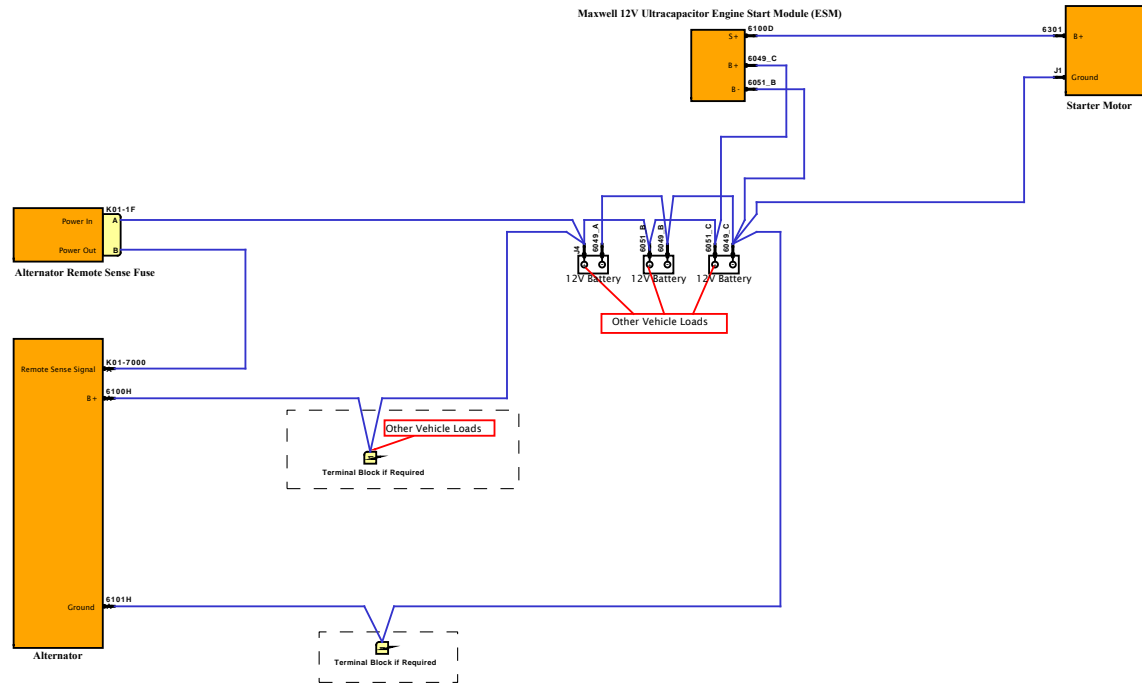 Maxwell 12V Ultracapacitor Engine Start Module (ESM)
S+
6100D
6301
B+
B+
6049_C
B-
6051_B
J1
Ground
Starter Motor
K01-1F
Power In
A
Power Out
B
Alternator Remote Sense Fuse
J4
6049_A
6051_B
6049_B
6051_C
6049_C
12V Battery
12V Battery
12V Battery
Other Vehicle Loads
Remote Sense Signal
K01-7000
A
B+
6100H
A
Other Vehicle Loads
Terminal Block if Required
Ground
6101H
A
Alternator
Terminal Block if Required